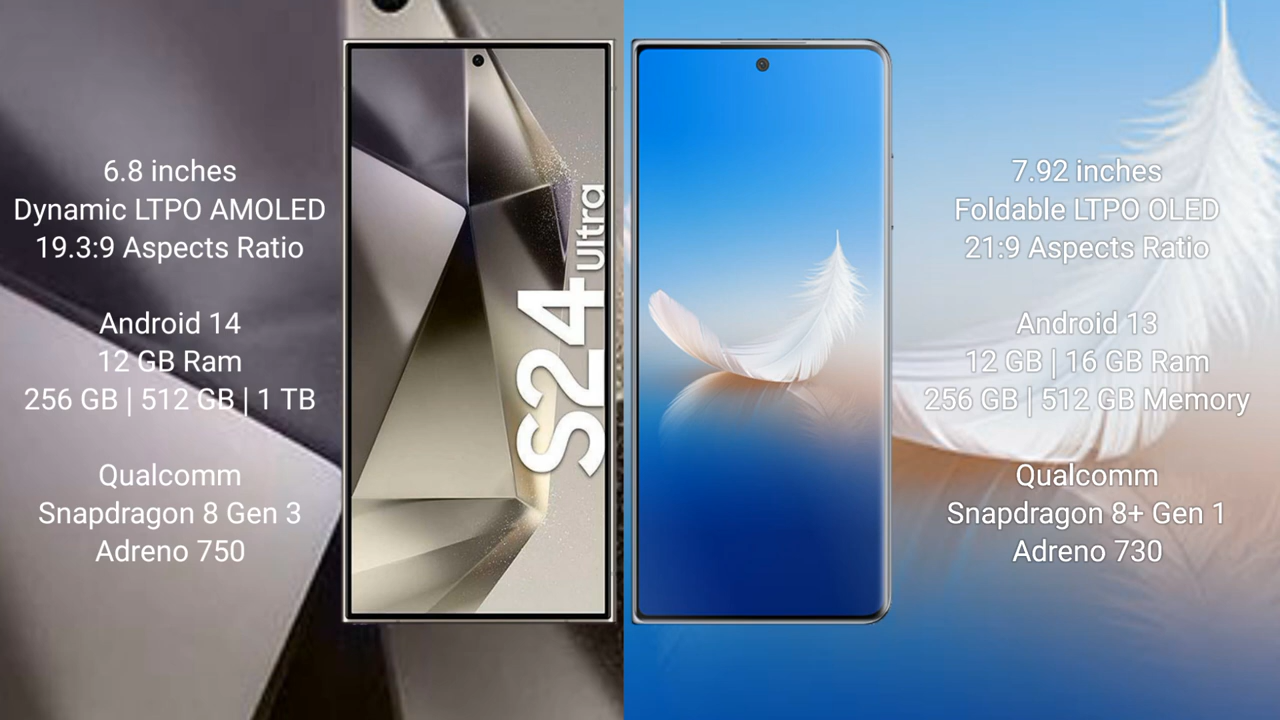 6.8 inches
Dynamic LTPO AMOLED
19.3:9 Aspects Ratio
Android 14
12 GB Ram
256 GB | 512 GB | 1 TB
Qualcomm
Snapdragon 8 Gen 3
Adreno 750
S24 ultra
7.92 inches
Foldable LTPO OLED
21:9 Aspects Ratio
Android 13
12 GB | 16 GB Ram
256 GB | 512 GB Memory
Qualcomm
Snapdragon 8+ Gen 1
Adreno 730